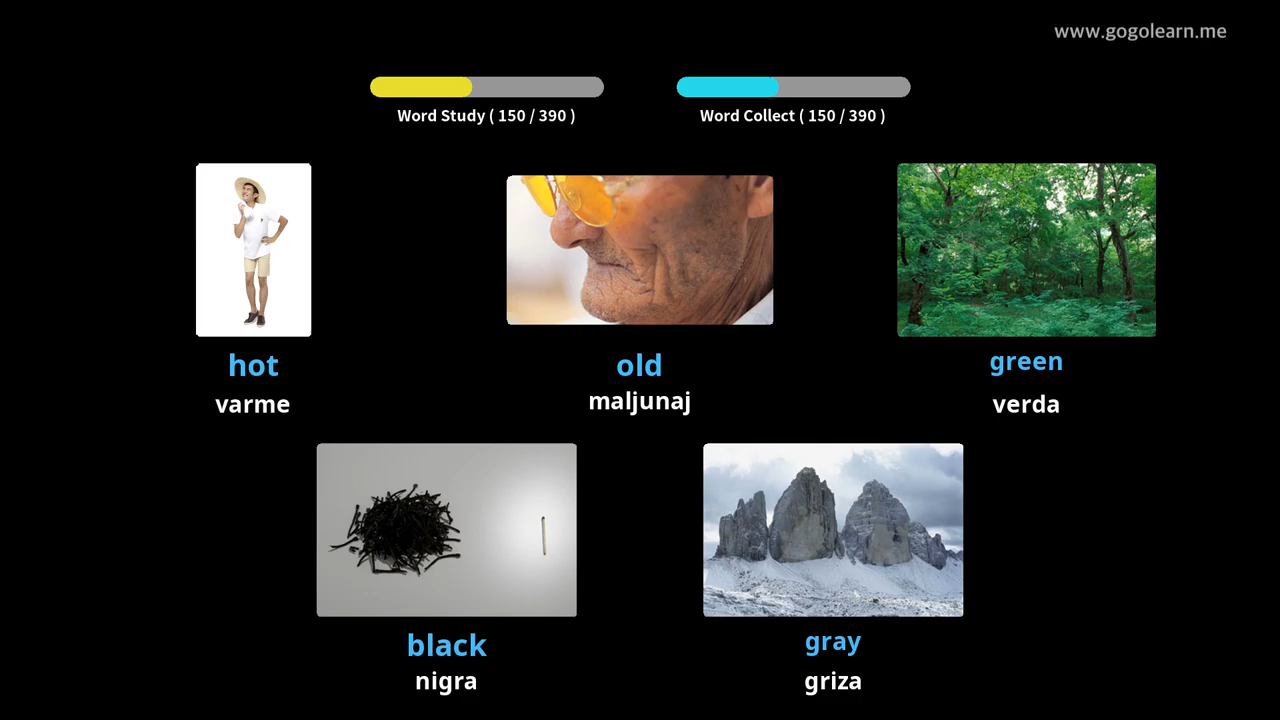 www.gogolearn.me
Word Study ( 150 / 390 )
Word Collect ( 150 / 390 )
hot
varme
old
maljunaj
green
verda
black
nigra
gray
griza